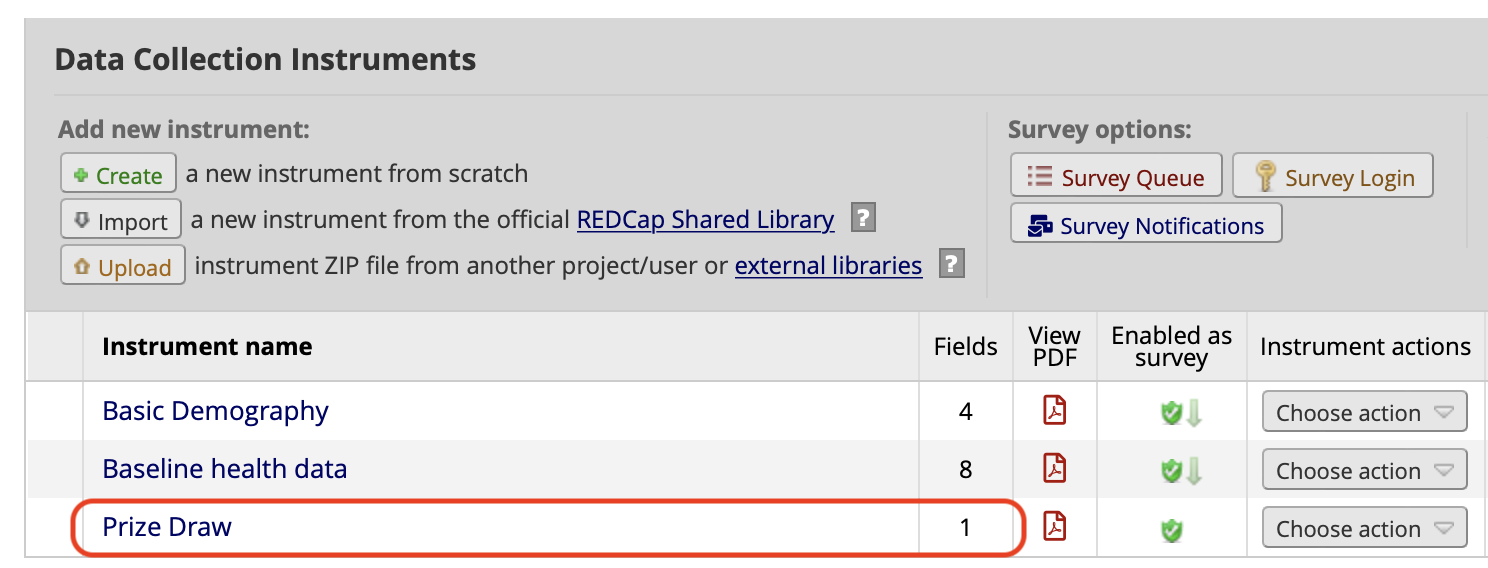 Data Collection Instruments
Add new instrument:
Create a new instrument from scratch
Import a new instrument from the official REDCap Shared Library ?
Upload instrument ZIP file from another project/user or external libraries ?
Survey options:
Survey Queue Survey Login
Survey Notifications
Instrument name Fields View PDF Enabled as survey Instrument actions
Basic Demography 4 Choose action
Baseline health data 8 Choose action
Prize Draw 1 Choose action